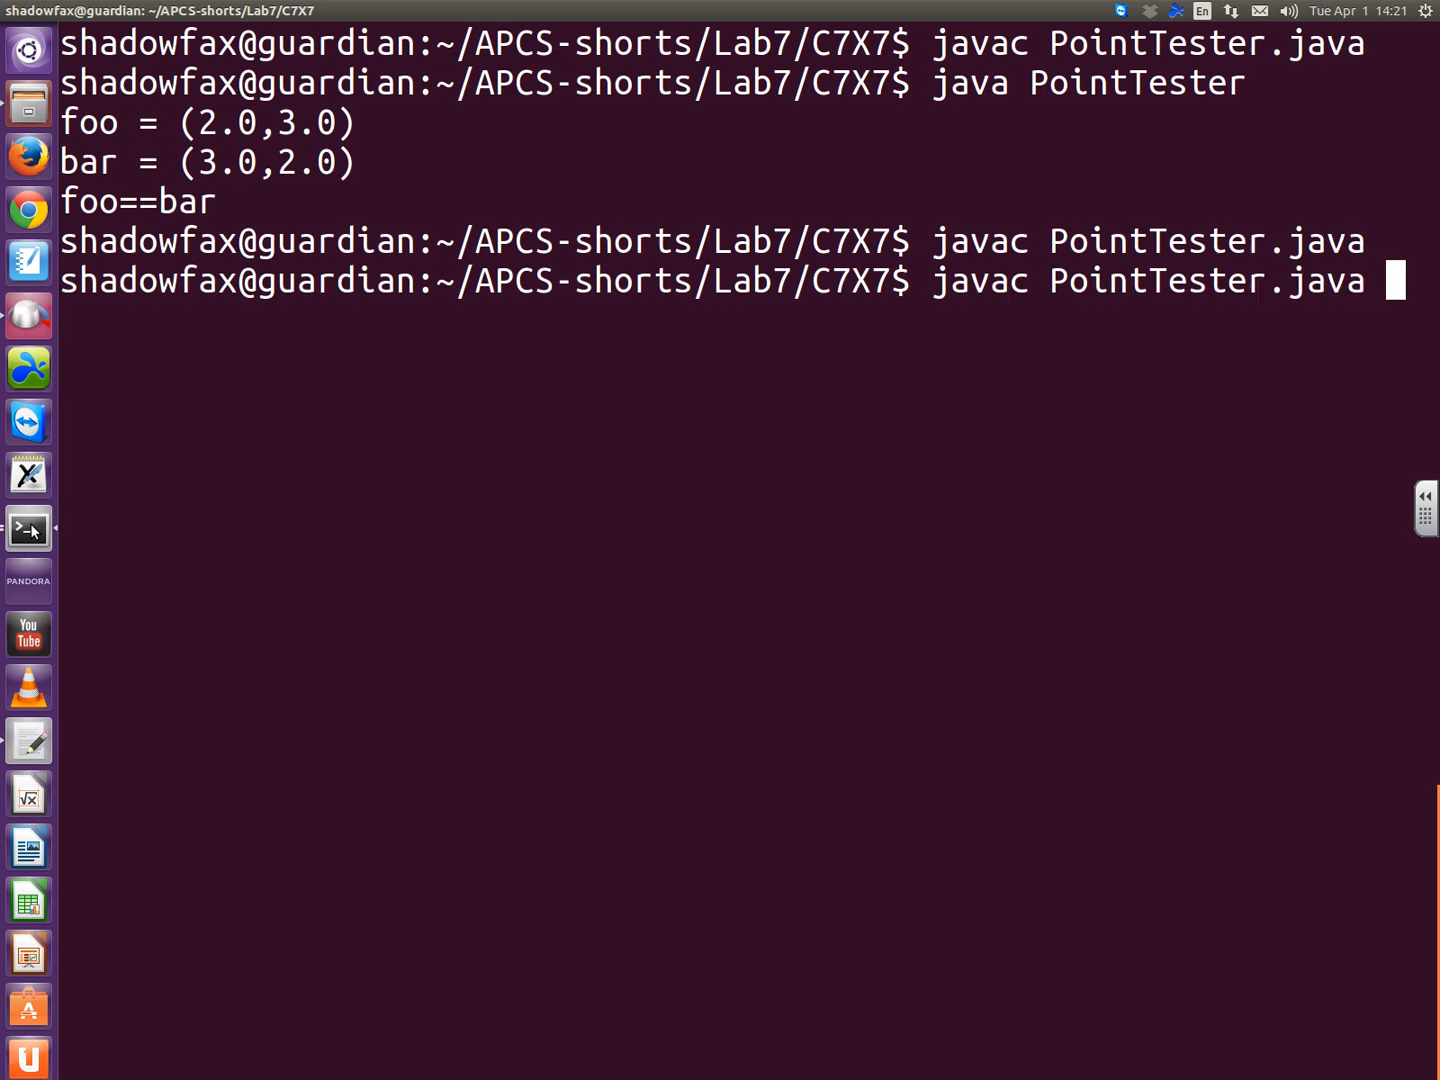 shadowfax@guardian: ~/APCS-shorts/Lab7/C7X7
En
Tue Apr 1 14:21
shadowfax@guardian:~/APCS-shorts/Lab7/C7X7$ javac PointTester.java
shadowfax@guardian:~/APCS-shorts/Lab7/C7X7$ java PointTester
foo = (2.0,3.0)
bar = (3.0,2.0)
foo==bar
shadowfax@guardian:~/APCS-shorts/Lab7/C7X7$ javac PointTester.java
shadowfax@guardian:~/APCS-shorts/Lab7/C7X7$ javac PointTester.java
PANDORA
You
Tube